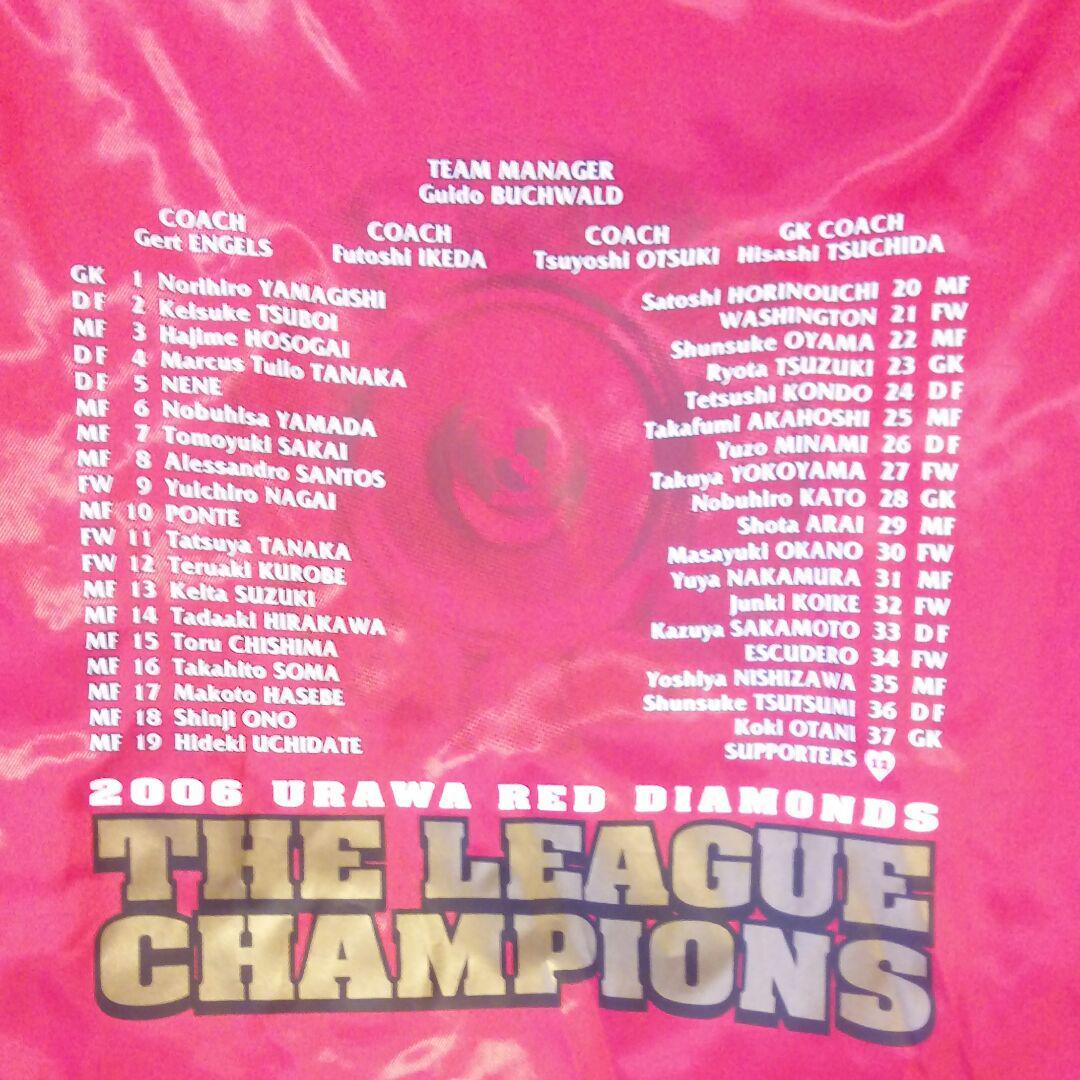 TEAM MANAGER
Guido BUCHWALD
COACH
Gert ENGELS
COACH
Futoshi IKEDA
COACH
Tsuyoshi OTSUKI
GK COACH
Hisashi TSUCHIDA
GK 1 Norihiro YAMAGISHI
DF 2 Keisuke TSUBOI
MF 3 Hajime HOSOGAI
DF 4 Marcus Tulio TANAKA
DF 5 NENE
MF 6 Nobuhisa YAMADA
MF 7 Tomoyuki SAKAI
MF 8 Alessandro SANTOS
FW 9 Yuichiro NAGAI
MF 10 PONTE
FW 11 Tatsuya TANAKA
FW 12 Teruaki KUROBE
MF 13 Keita SUZUKI
MF 14 Tadaaki HIRAKAWA
MF 15 Toru CHISHIMA
MF 16 Takahito SOMA
MF 17 Makoto HASEBE
MF 18 Shinji ONO
MF 19 Hideki UCHIDATE
Satoshi HORINOUCHI 20 MF
WASHINGTON 21 FW
Shunsuke OYAMA 22 MF
Ryota TSUZUKI 23 GK
Tetsushi KONDO 24 DF
Takafumi AKAHOSHI 25 MF
Yuzo MINAMI 26 DF
Takuya YOKOYAMA 27 FW
Nobuhiro KATO 28 GK
Shota ARAI 29 MF
Masayuki OKANO 30 FW
Yuya NAKAMURA 31 MF
Junki KOIKE 32 FW
Kazuya SAKAMOTO 33 DF
ESCUDERO 34 FW
Yoshiya NISHIZAWA 35 MF
Shunsuke TSUTSUMI 36 DF
Koki OTANI 37 GK
SUPPORTERS 12
2006 URAWA RED DIAMONDS
THE LEAGUE
CHAMPIONS